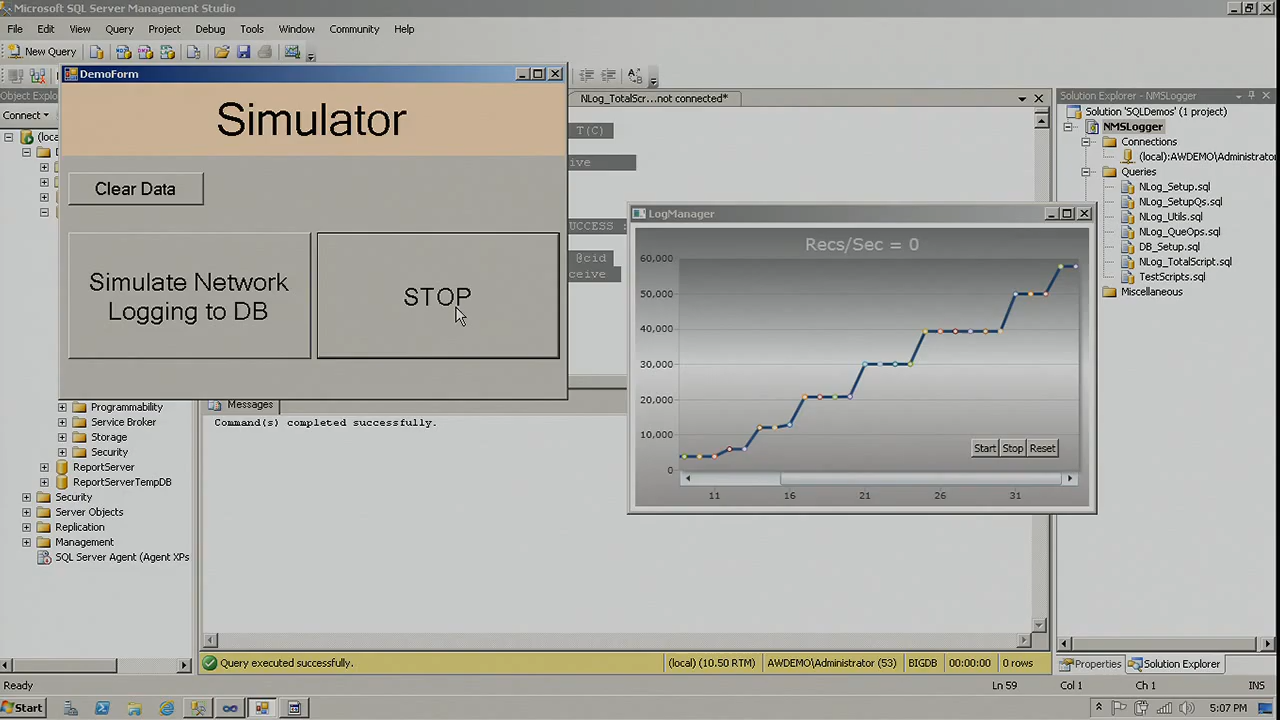 Microsoft SQL Server Management Studio
File Edit View Query Project Debug Tools Window Community Help
New Query
DemoForm
Simulator
Clear Data
Simulate Network
Logging to DB
STOP
Connect
NLog_TotalScr...not connected*
T(C)
ive
UCCESS :
@cid
ceive
LogManager
Recs/Sec = 0
60,000
50,000
40,000
30,000
20,000
10,000
0
11 16 21 26 31
Start Stop Reset
Solution Explorer - NMSLogger
Solution 'SQLDemos' (1 project)
NMSLogger
Connections
(local):AWDEMO\Administrator
Queries
NLog_Setup.sql
NLog_SetupQs.sql
NLog_Utils.sql
NLog_QueOps.sql
DB_Setup.sql
NLog_TotalScript.sql
TestScripts.sql
Miscellaneous
Object Explo
(loc
D
Programmability
Service Broker
Storage
Security
ReportServer
ReportServerTempDB
Security
Server Objects
Replication
Management
SQL Server Agent (Agent XPs
Messages
Command(s) completed successfully.
Query executed successfully.
(local) (10.50 RTM) AWDEMO\Administrator (53) BIGDB 00:00:00 0 rows
Properties Solution Explorer
Ready
Ln 59 Col 1 Ch 1 INS
Start
5:07 PM